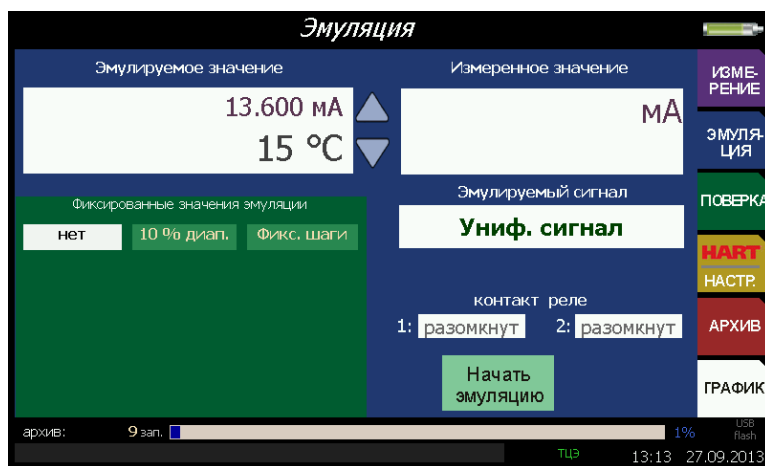 Эмуляция
Эмулируемое значение
13.600 мА
15 °C
Измеренное значение
мА
Фиксированные значения эмуляции
нет
10 % диап.
Фикс. шаги
Эмулируемый сигнал
Униф. сигнал
контакт реле
1: разомкнут 2: разомкнут
Начать
эмуляцию
ИЗМЕ-
РЕНИЕ
ЭМУЛЯ-
ЦИЯ
ПОВЕРКА
HART
НАСТР.
АРХИВ
ГРАФИК
архив: 9 зап. 1%
USB
flash
ТЦЭ 13:13 27.09.2013